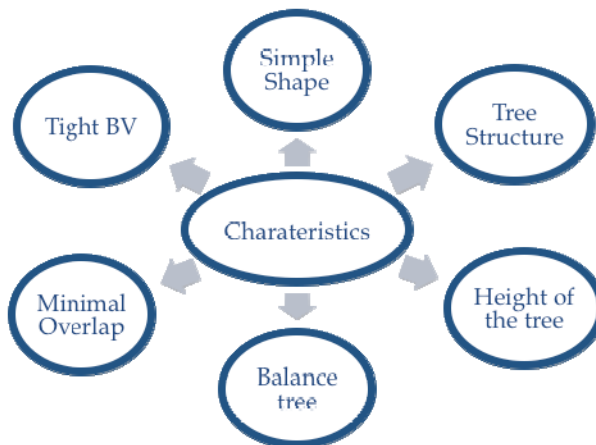 Simple
Shape
Tight BV
Tree
Structure
Charateristics
Minimal
Overlap
Height of
the tree
Balance
tree